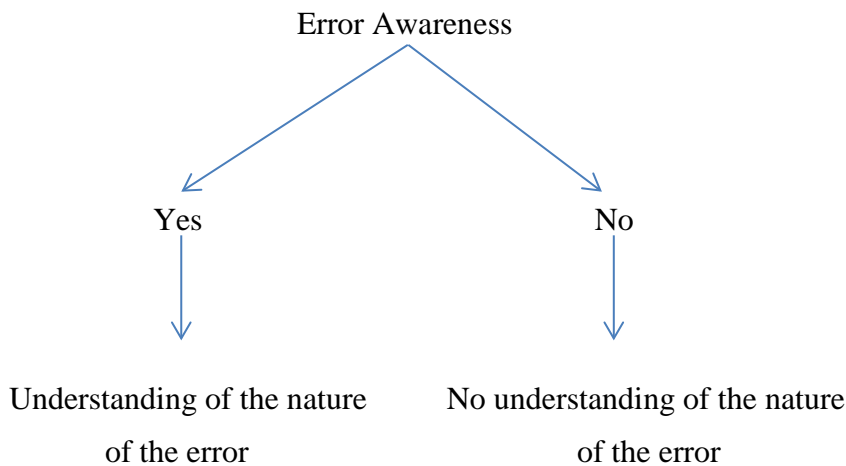 Error Awareness
Yes
No
Understanding of the nature
of the error
No understanding of the nature
of the error